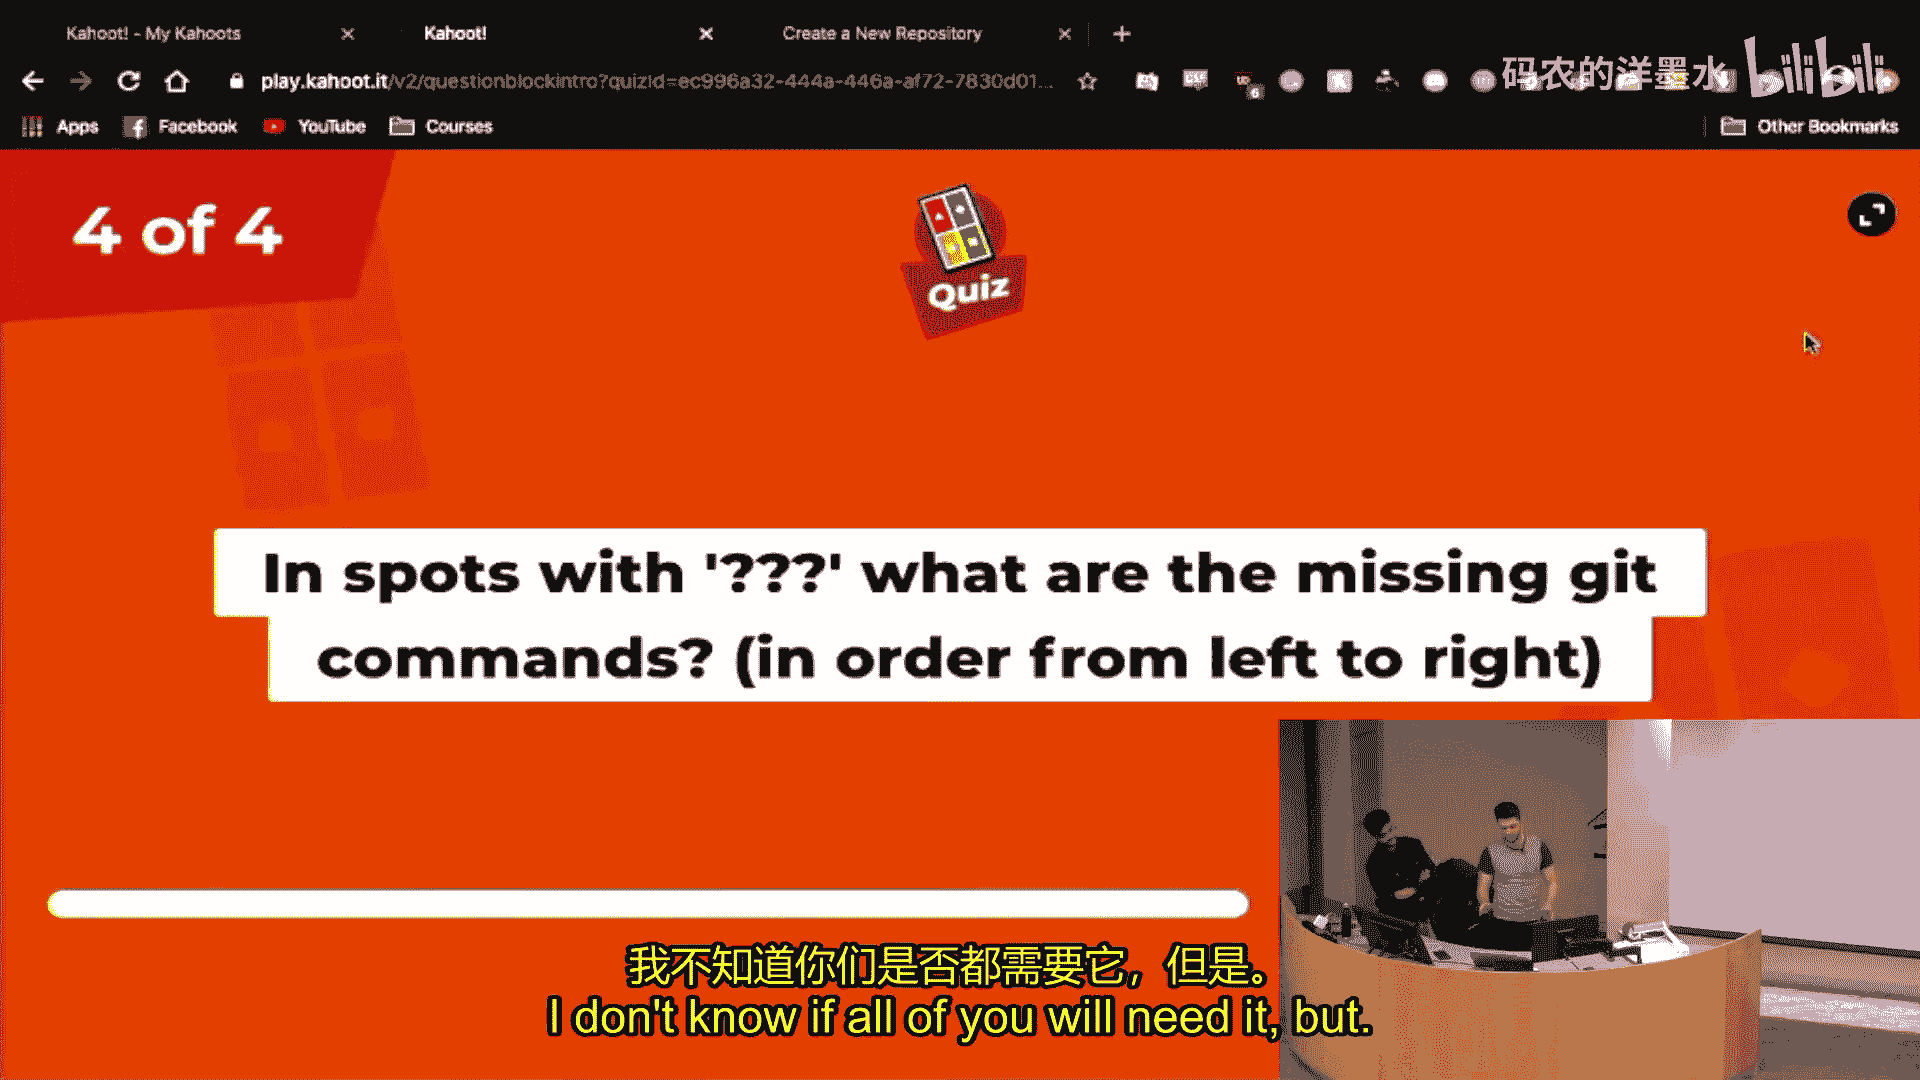 Kahoot! - My Kahoots
Kahoot!
Create a New Repository
play.kahoot.it/v2/questionblockintro?quizId=ec996a32-444a-446a-af72-7830d01...
码农的洋墨水 bilibili
Apps
Facebook
YouTube
Courses
Other Bookmarks
4 of 4
Quiz
In spots with '???' what are the missing git
commands? (in order from left to right)
我不知道你们是否都需要它，但是。
I don't know if all of you will need it, but.